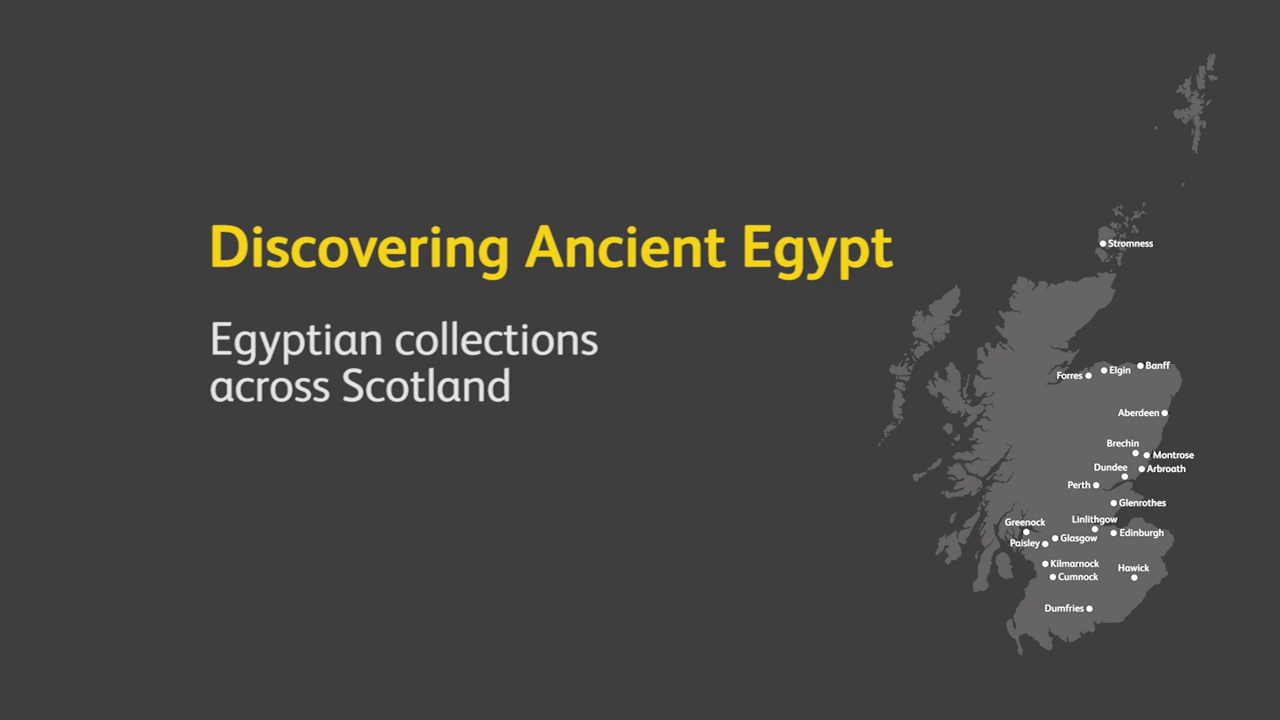 Discovering Ancient Egypt
Egyptian collections
across Scotland
Stromness
Banff
Elgin
Forres
Aberdeen
Brechin
Montrose
Dundee
Arbroath
Perth
Glenrothes
Linlithgow
Greenock
Edinburgh
Glasgow
Paisley
Kilmarnock
Hawick
Cumnock
Dumfries